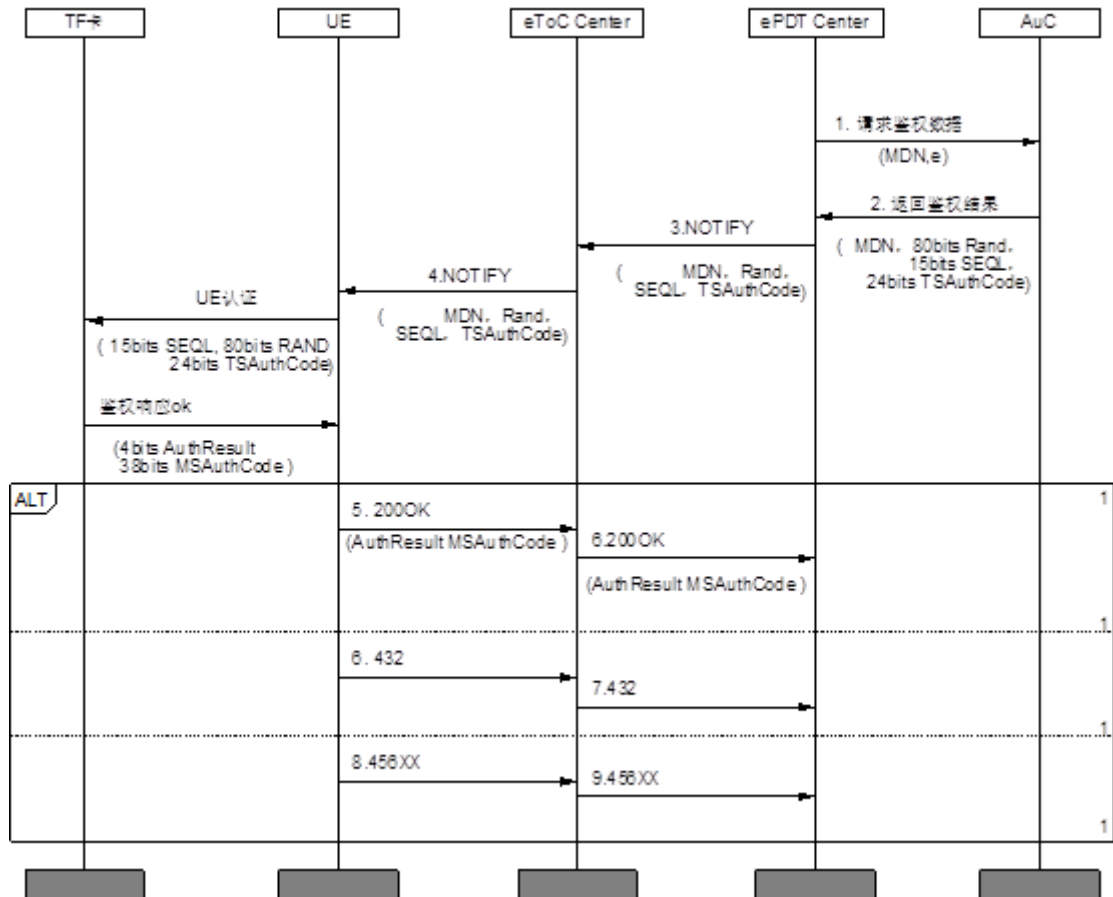 TF卡
UE
eToC Center
ePDT Center
AuC
1. 请求鉴权数据
(MDN,e)
2. 返回鉴权结果
( MDN，80bits Rand，
15bits SEQL，
24bits TSAuthCode)
3.NOTIFY
( MDN，Rand，
SEQL，TSAuthCode)
4.NOTIFY
( MDN，Rand，
SEQL，TSAuthCode)
UE认证
( 15bits SEQL, 80bits RAND
24bits TSAuthCode)
鉴权响应ok
(4bits AuthResult
38bits MSAuthCode )
ALT
1
5. 200OK
(AuthResult MSAuthCode )
6.200OK
(AuthResult MSAuthCode )
1
6. 432
7.432
1
8.456XX
9.456XX
1